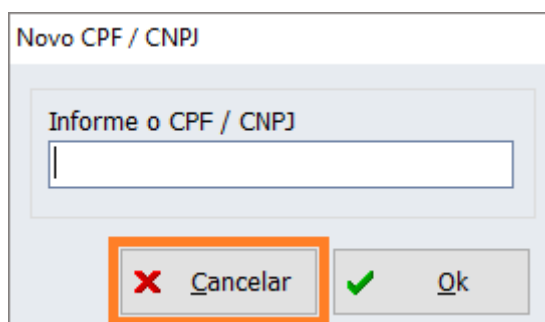 Novo CPF / CNPJ
Informe o CPF / CNPJ
Cancelar Ok